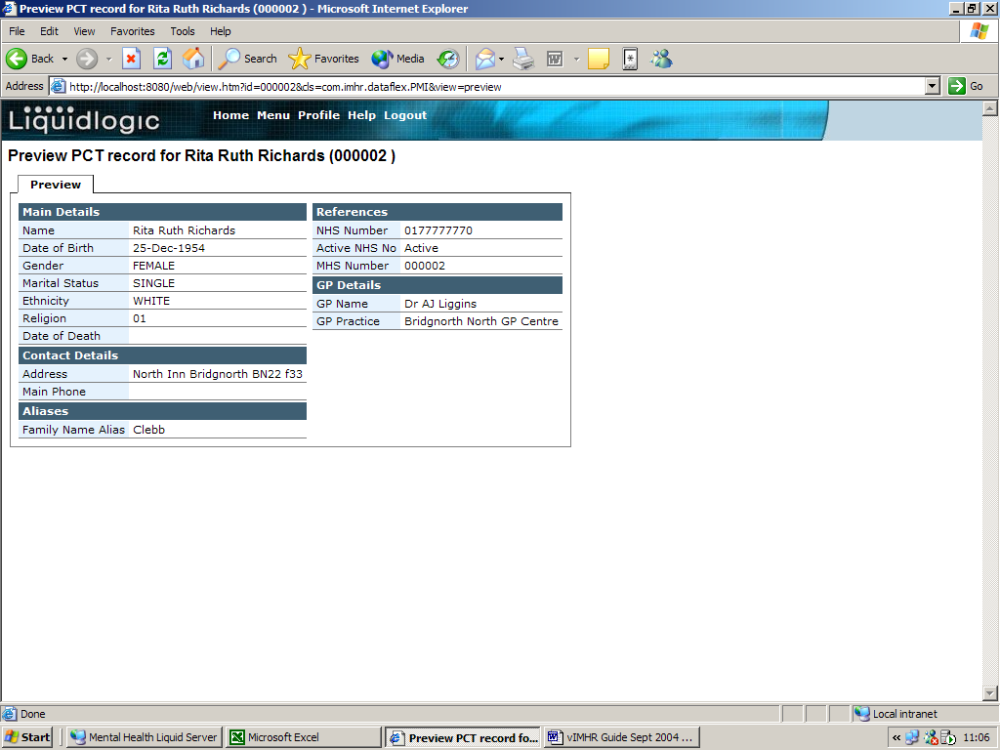 Preview PCT record for Rita Ruth Richards (000002 ) - Microsoft Internet Explorer
File Edit View Favorites Tools Help
Back Search Favorites Media
Address http://localhost:8080/web/view.htm?id=000002&cls=com.imhr.dataflex.PMI&view=preview Go
Liquidlogic Home Menu Profile Help Logout
Preview PCT record for Rita Ruth Richards (000002 )
Preview
Main Details
Name Rita Ruth Richards
Date of Birth 25-Dec-1954
Gender FEMALE
Marital Status SINGLE
Ethnicity WHITE
Religion 01
Date of Death
Contact Details
Address North Inn Bridgnorth BN22 f33
Main Phone
Aliases
Family Name Alias Clebb
References
NHS Number 0177777770
Active NHS No Active
MHS Number 000002
GP Details
GP Name Dr AJ Liggins
GP Practice Bridgnorth North GP Centre
Done Local intranet
Start Mental Health Liquid Server Microsoft Excel Preview PCT record fo... vIMHR Guide Sept 2004 ... « 11:06